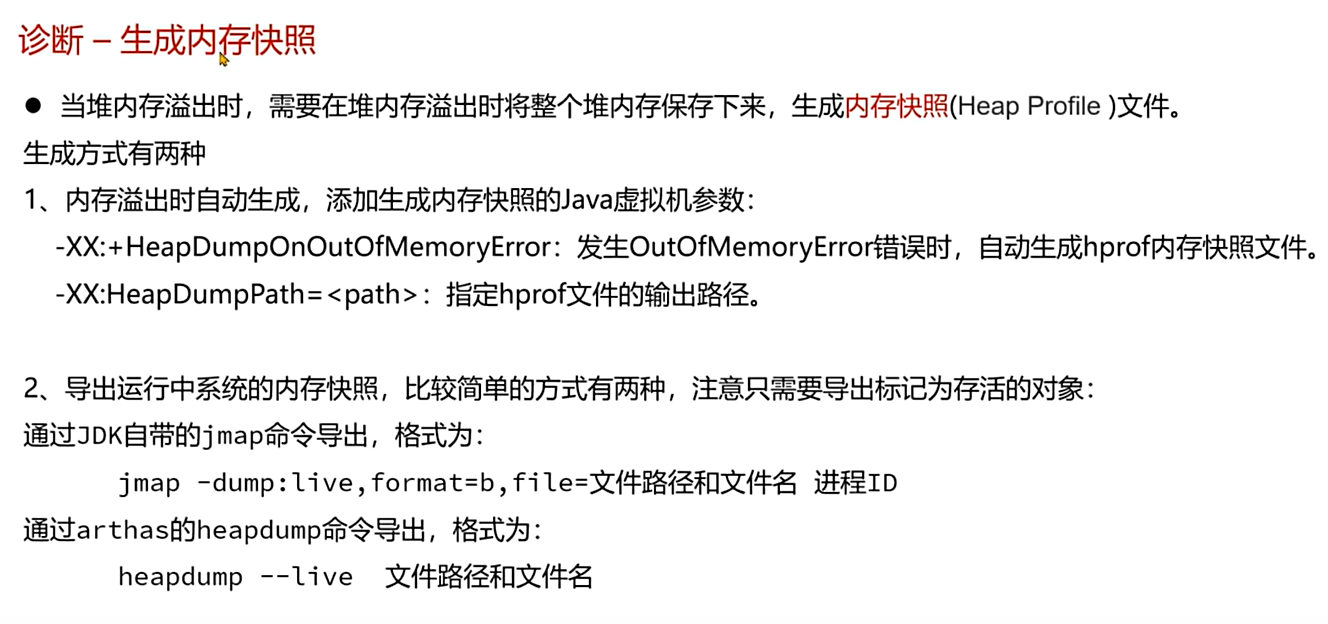 诊断 – 生成内存快照
● 当堆内存溢出时，需要在堆内存溢出时将整个堆内存保存下来，生成内存快照(Heap Profile )文件。
生成方式有两种
1、内存溢出时自动生成，添加生成内存快照的Java虚拟机参数：
-XX:+HeapDumpOnOutOfMemoryError：发生OutOfMemoryError错误时，自动生成hprof内存快照文件。
-XX:HeapDumpPath=<path>：指定hprof文件的输出路径。
2、导出运行中系统的内存快照，比较简单的方式有两种，注意只需要导出标记为存活的对象：
通过JDK自带的jmap命令导出，格式为：
jmap -dump:live,format=b,file=文件路径和文件名 进程ID
通过arthas的heapdump命令导出，格式为：
heapdump --live 文件路径和文件名